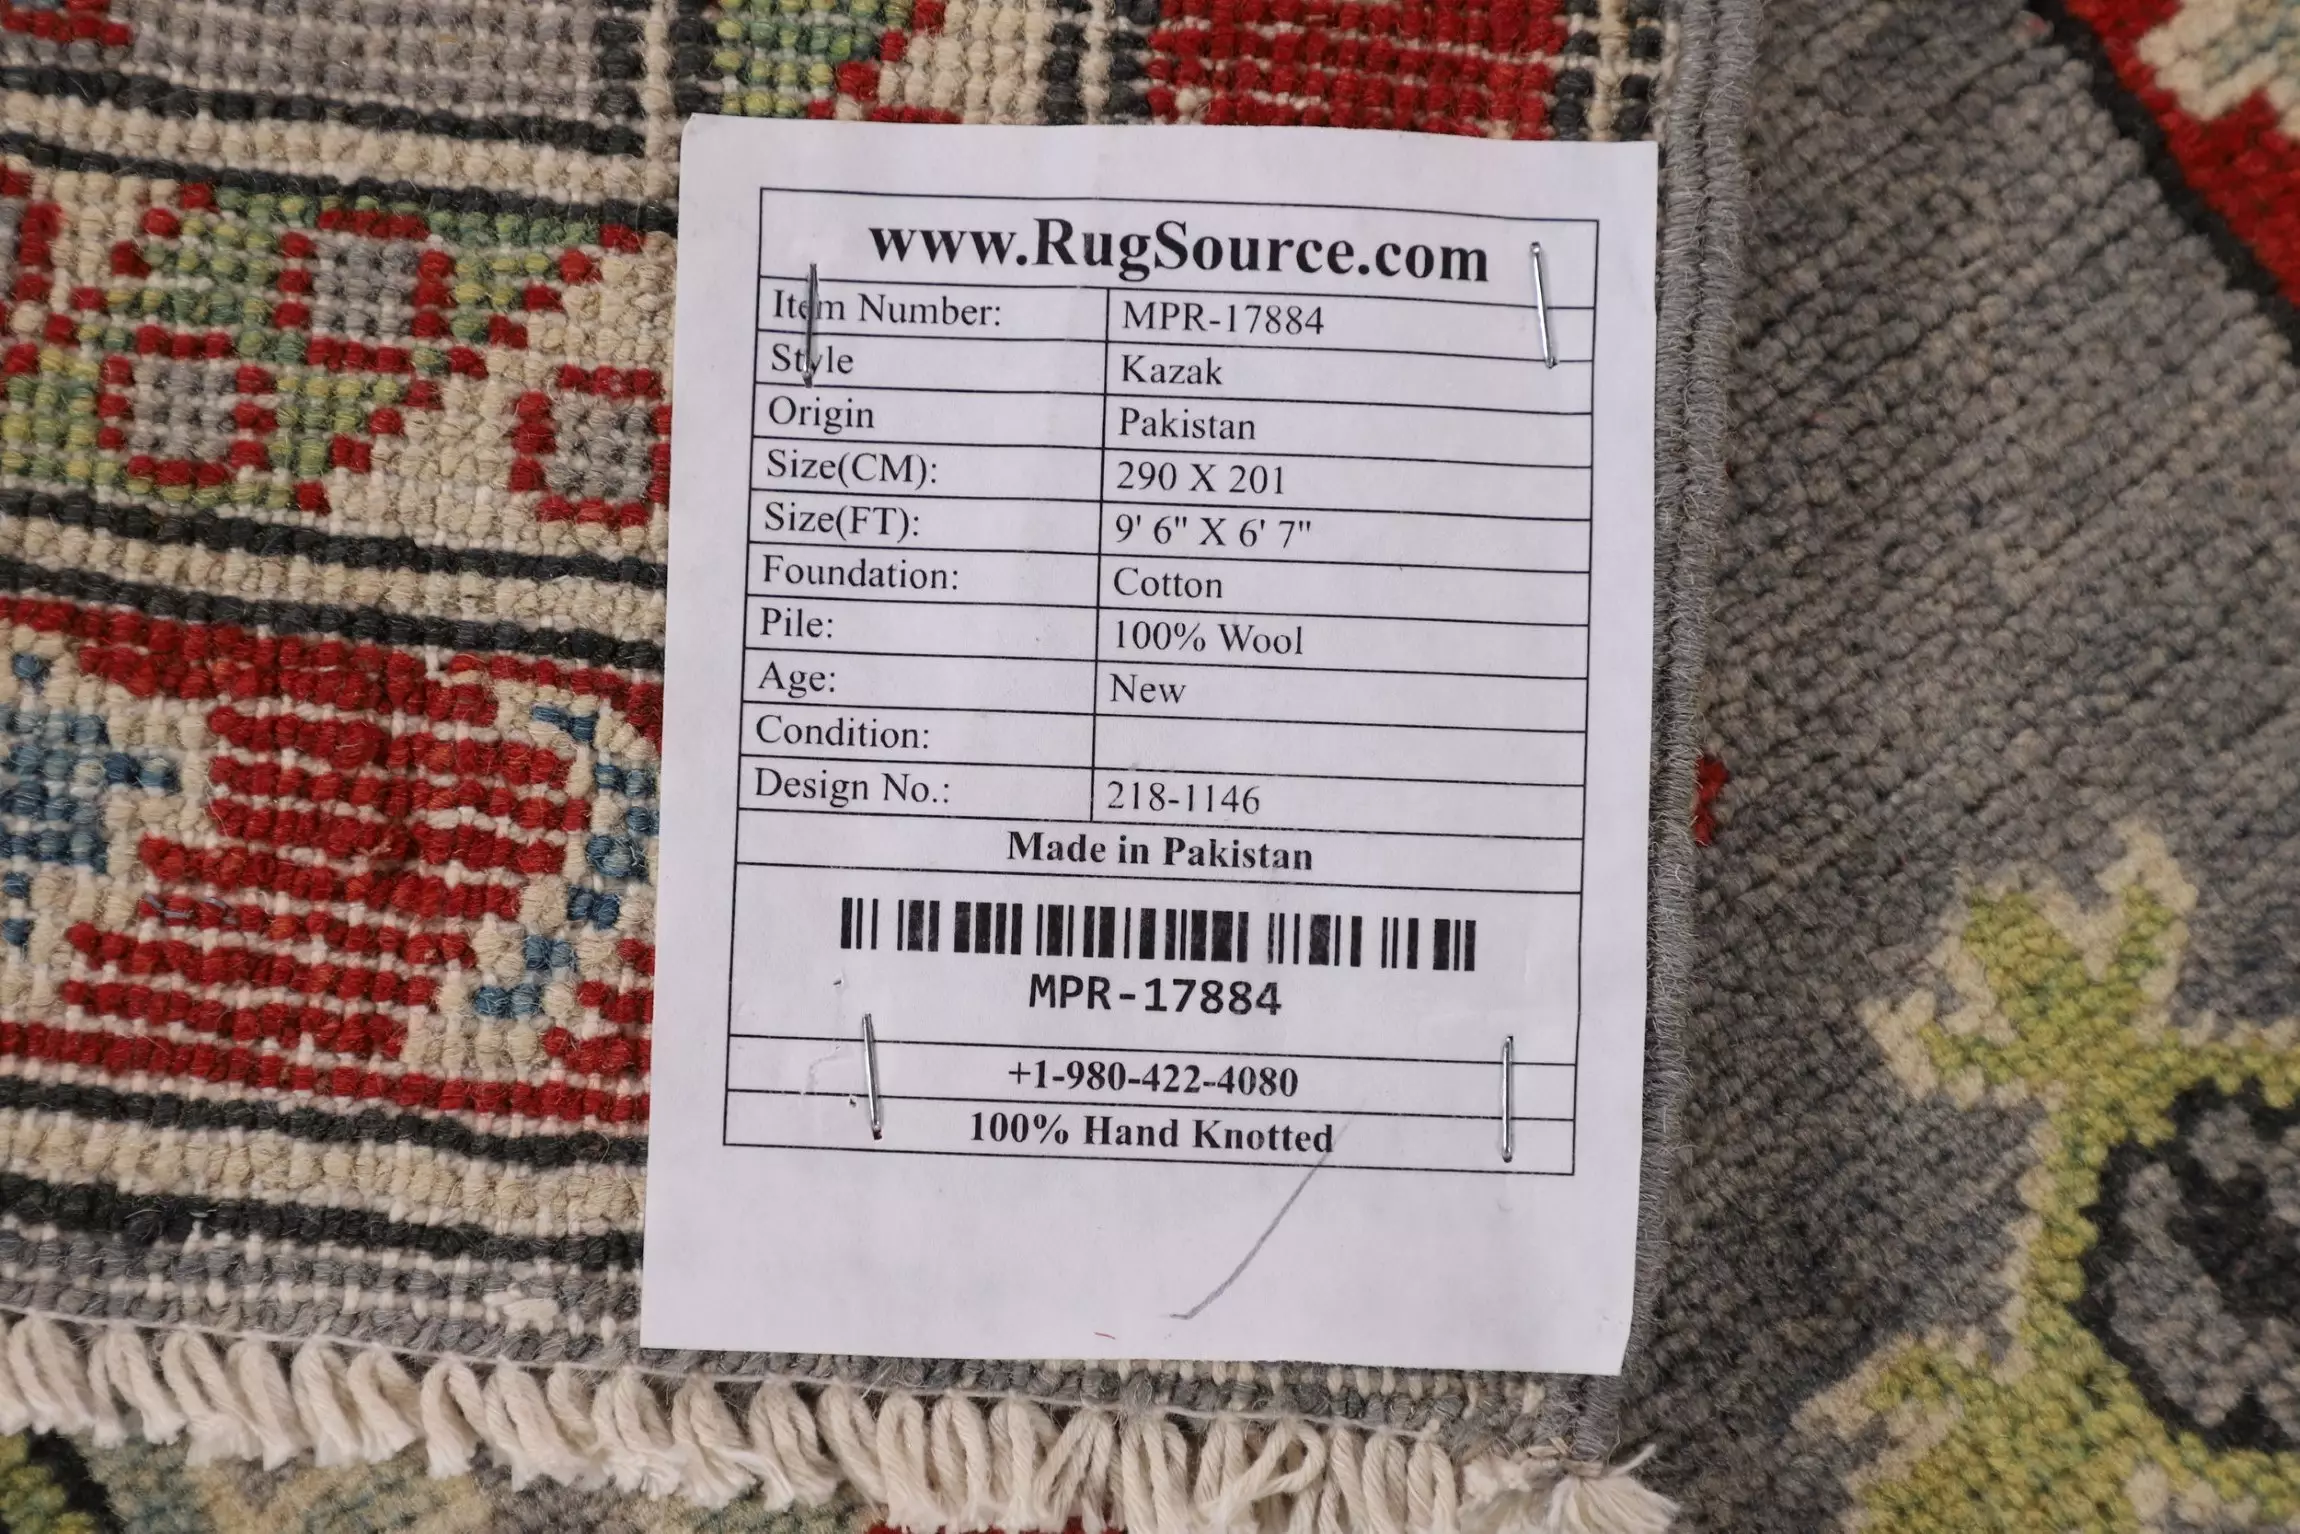 www.RugSource.com
Item Number: MPR-17884
Style Kazak
Origin Pakistan
Size(CM): 290 X 201
Size(FT): 9' 6" X 6' 7"
Foundation: Cotton
Pile: 100% Wool
Age: New
Condition:
Design No.: 218-1146
Made in Pakistan
MPR-17884
+1-980-422-4080
100% Hand Knotted